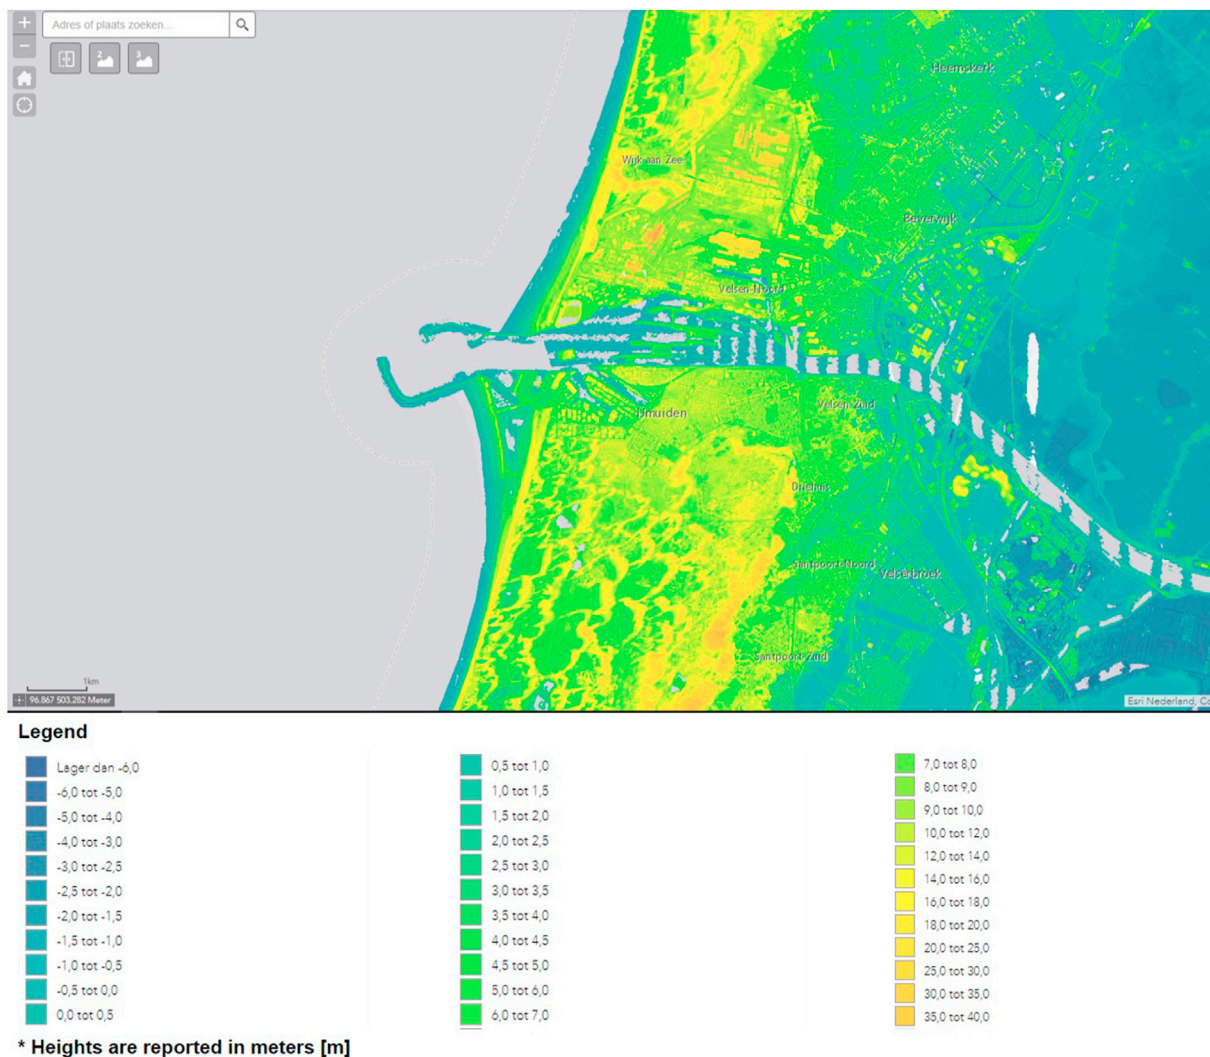 +
Adres of plaats zoeken...
−
2
3
Heemskerk
Wijk aan Zee
Beverwijk
Velsen-Noord
Velsen-Zuid
IJmuiden
Driehuis
Santpoort-Noord
Velserbroek
Santpoort-Zuid
1km
96.867 503.282 Meter
Esri Nederland, Co
Legend
Lager dan -6,0
-6,0 tot -5,0
-5,0 tot -4,0
-4,0 tot -3,0
-3,0 tot -2,5
-2,5 tot -2,0
-2,0 tot -1,5
-1,5 tot -1,0
-1,0 tot -0,5
-0,5 tot 0,0
0,0 tot 0,5
0,5 tot 1,0
1,0 tot 1,5
1,5 tot 2,0
2,0 tot 2,5
2,5 tot 3,0
3,0 tot 3,5
3,5 tot 4,0
4,0 tot 4,5
4,5 tot 5,0
5,0 tot 6,0
6,0 tot 7,0
7,0 tot 8,0
8,0 tot 9,0
9,0 tot 10,0
10,0 tot 12,0
12,0 tot 14,0
14,0 tot 16,0
16,0 tot 18,0
18,0 tot 20,0
20,0 tot 25,0
25,0 tot 30,0
30,0 tot 35,0
35,0 tot 40,0
* Heights are reported in meters [m]